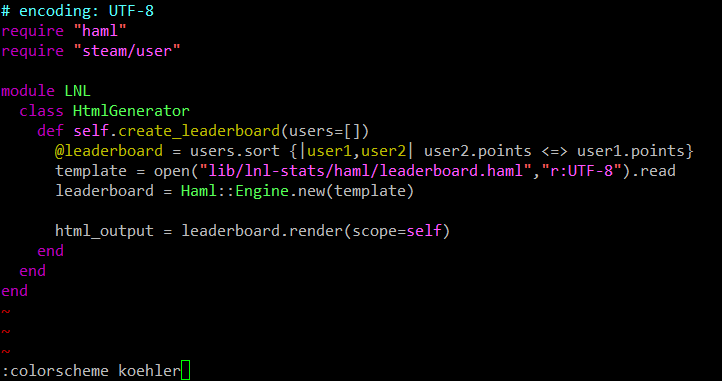 # encoding: UTF-8
require "haml"
require "steam/user"

module LNL
  class HtmlGenerator
    def self.create_leaderboard(users=[])
      @leaderboard = users.sort {|user1,user2| user2.points <=> user1.points}
      template = open("lib/lnl-stats/haml/leaderboard.haml","r:UTF-8").read
      leaderboard = Haml::Engine.new(template)

      html_output = leaderboard.render(scope=self)
    end
  end
end
~
~
~
:colorscheme koehler